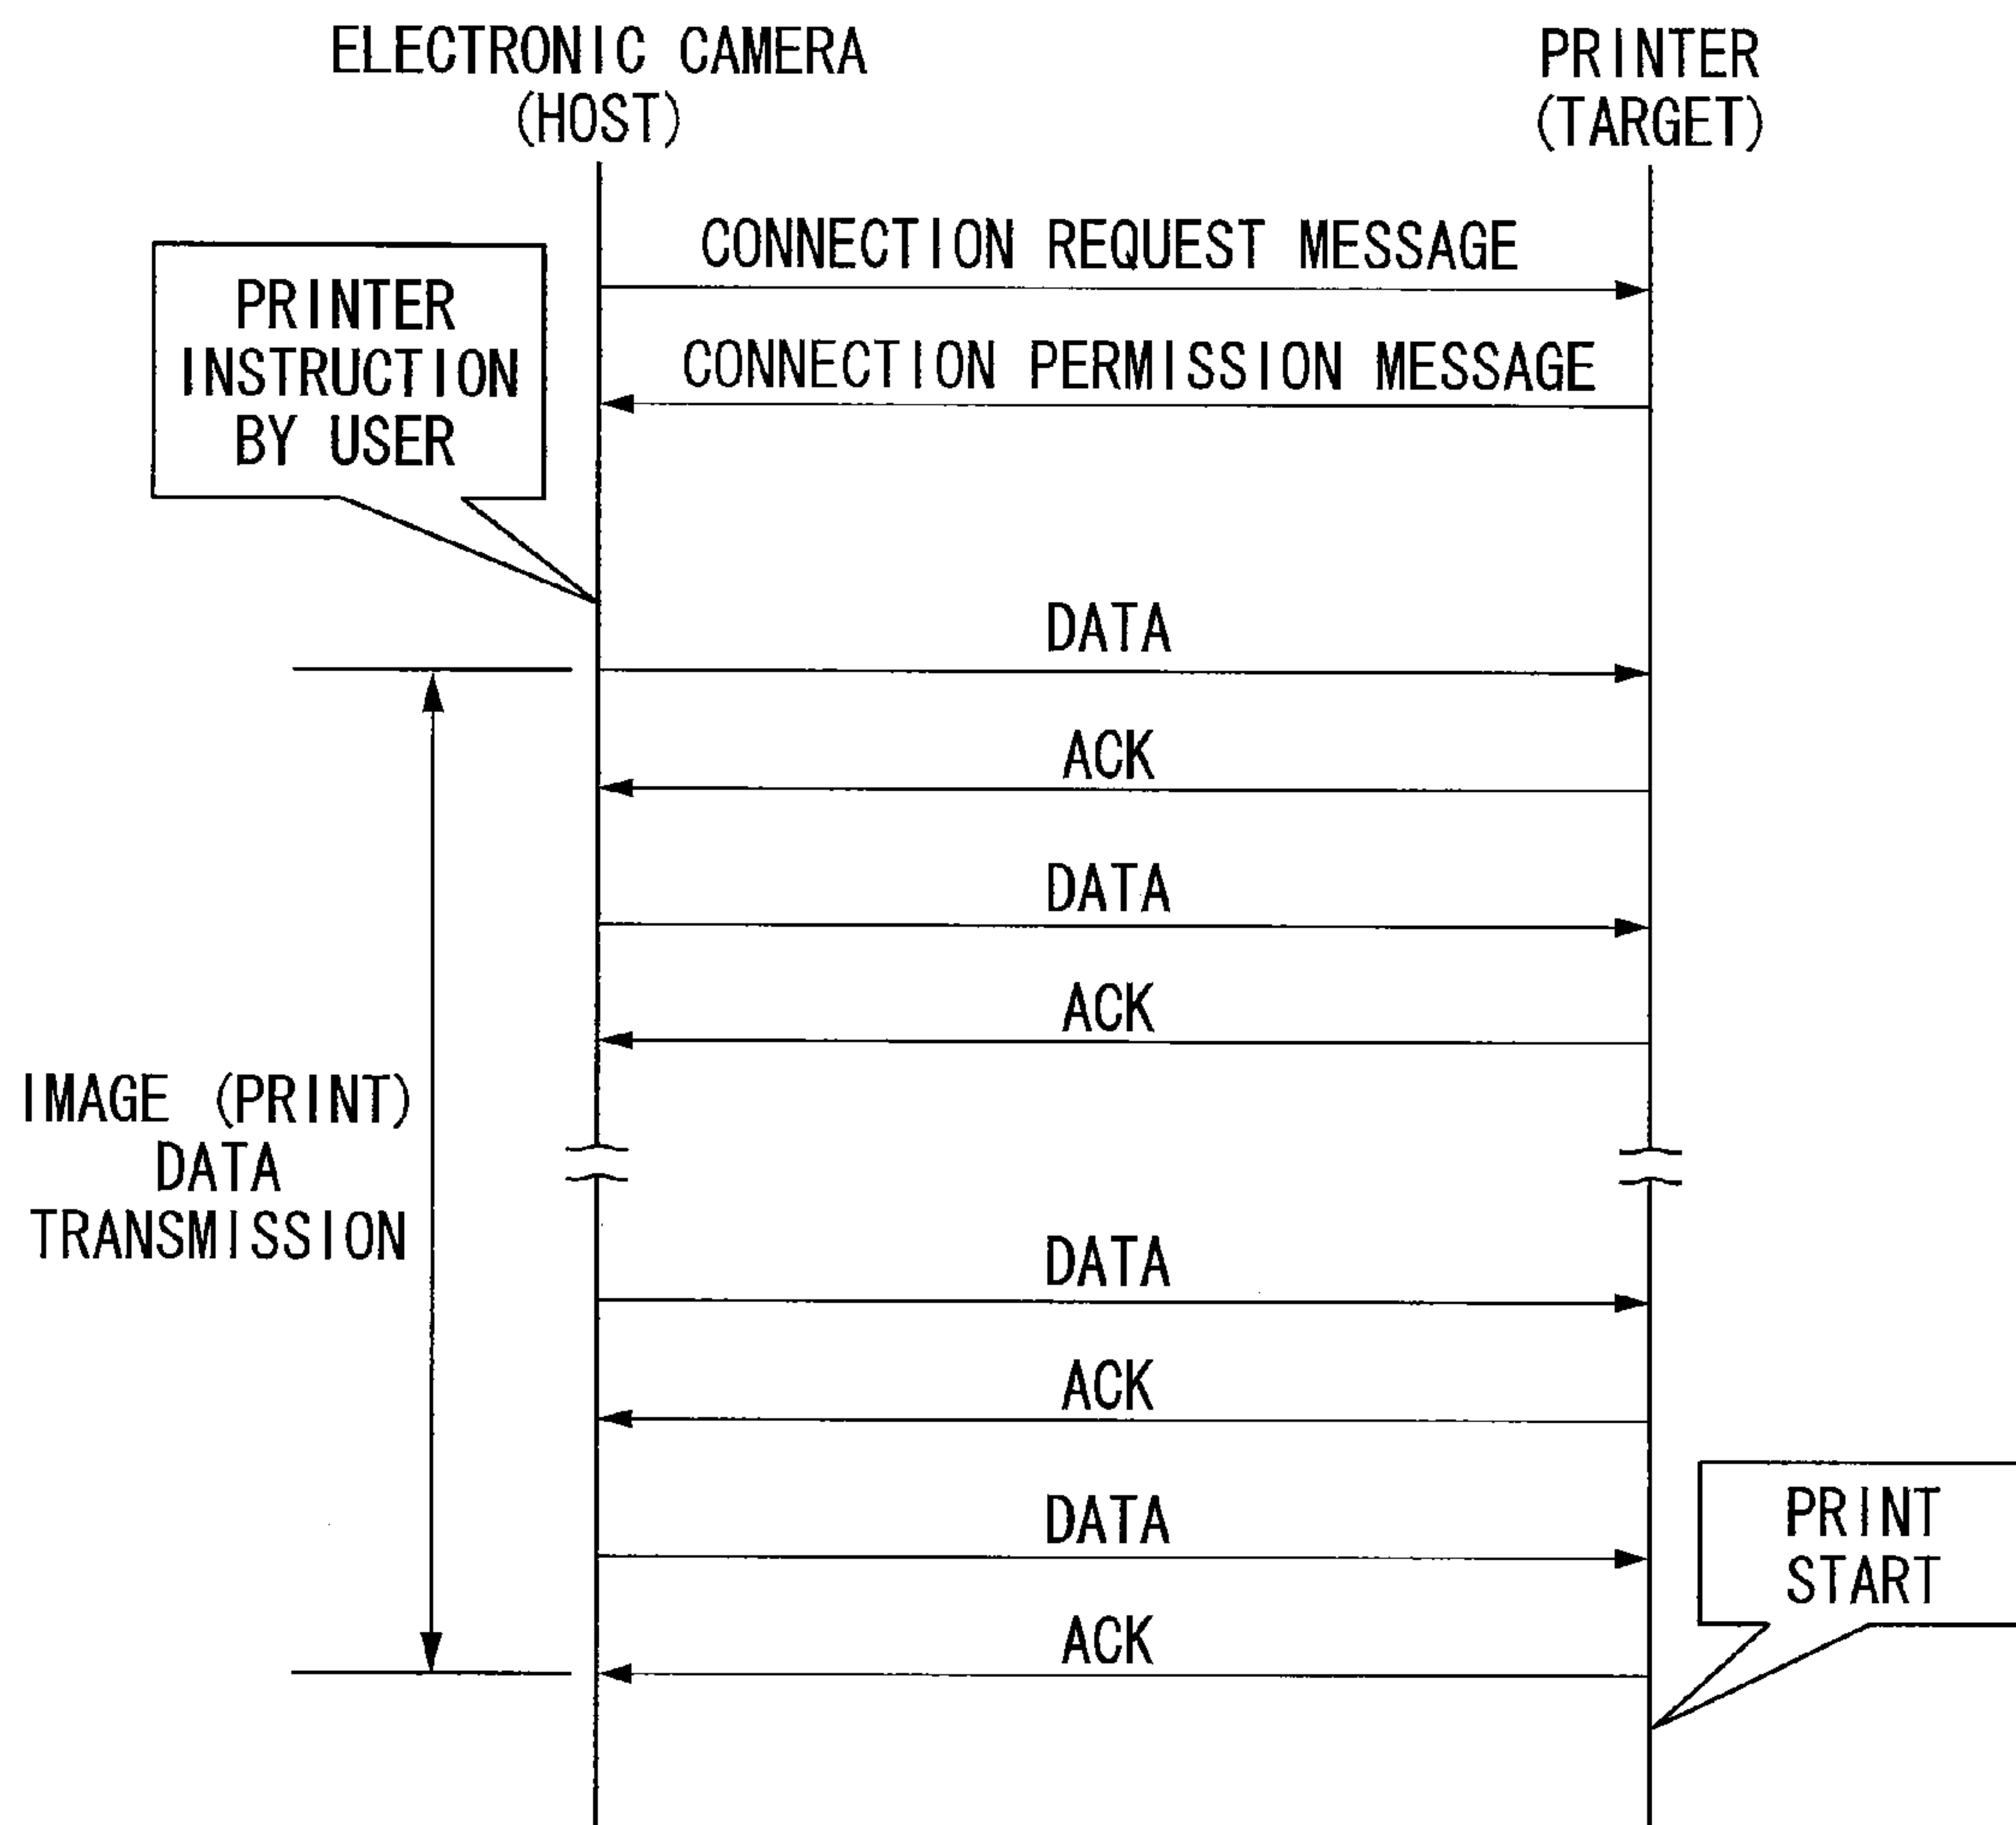 ELECTRONIC CAMERA
(HOST)
PRINTER
(TARGET)
CONNECTION REQUEST MESSAGE
PRINTER
INSTRUCTION
BY USER
CONNECTION PERMISSION MESSAGE
DATA
ACK
DATA
ACK
IMAGE (PRINT)
DATA
TRANSMISSION
DATA
ACK
DATA
PRINT
START
ACK